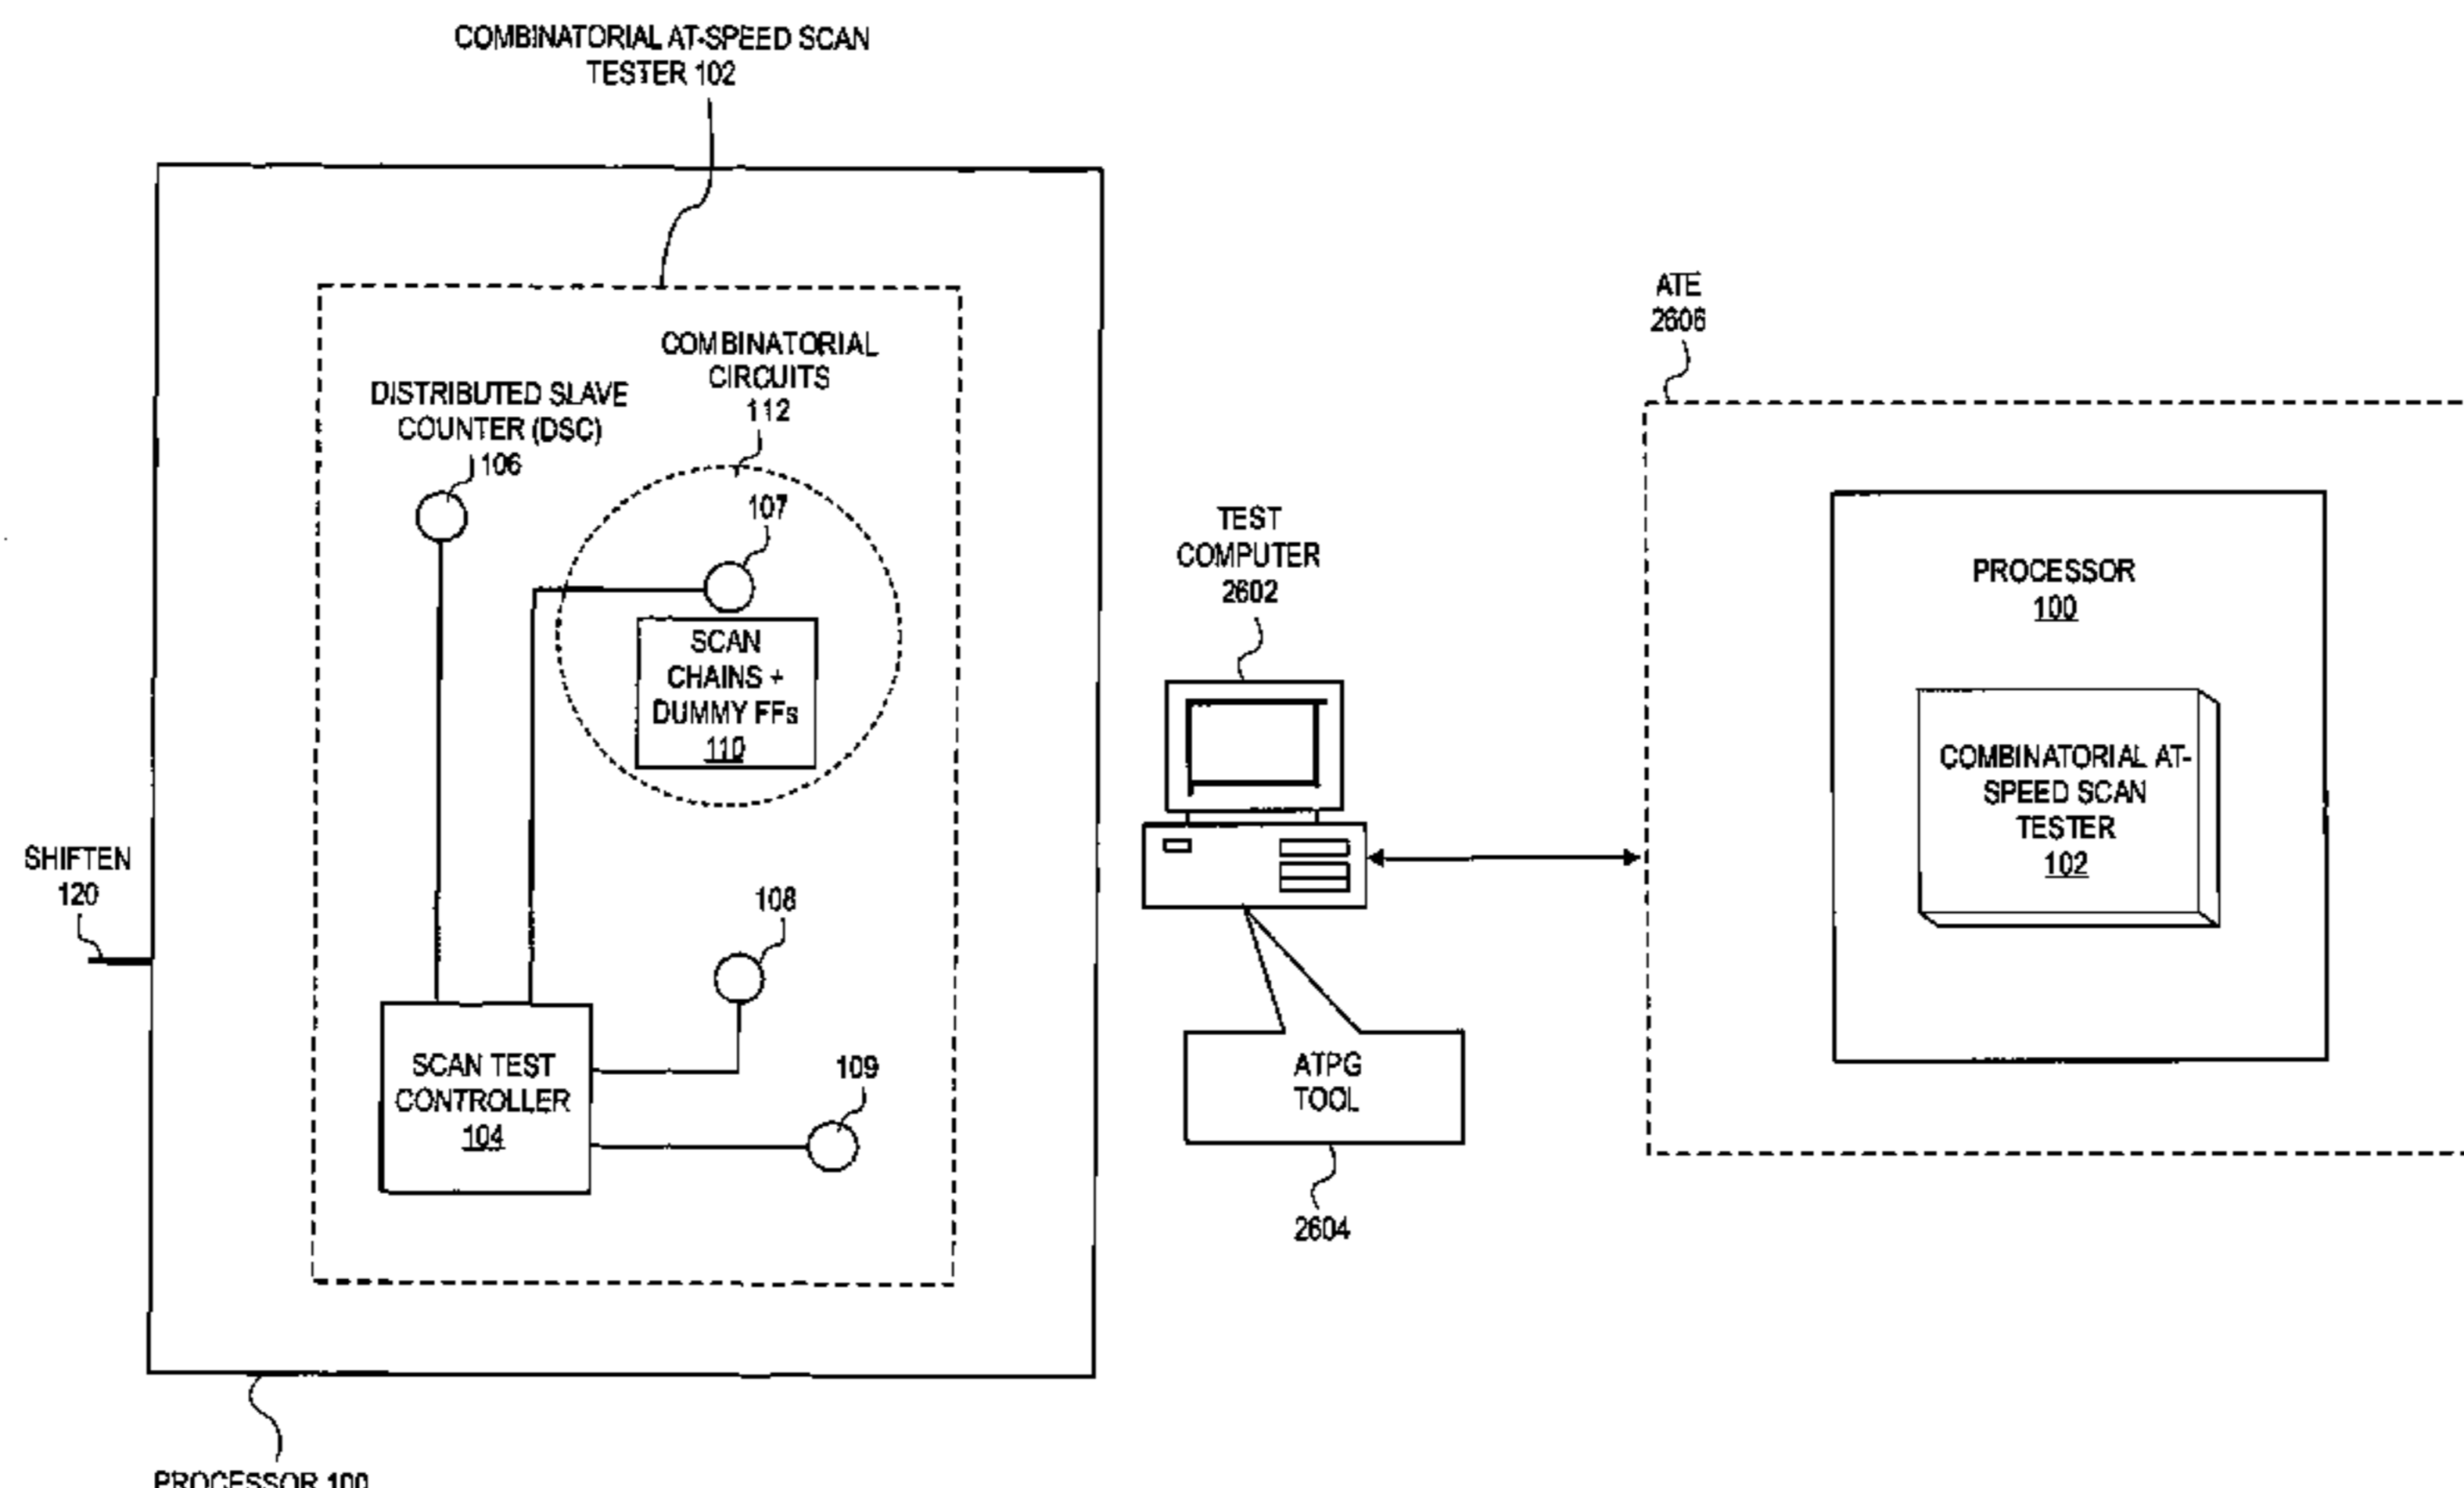 COMBINATORIAL AT-SPEED SCAN
TESTER 102
COMBINATORIAL
CIRCUITS
112
DISTRIBUTED SLAVE
COUNTER (DSC)
106
107
SCAN
CHAINS +
DUMMY FFs
110
SHIFTEN
120
108
SCAN TEST
CONTROLLER
104
109
PROCESSOR 100
TEST
COMPUTER
2602
ATPG
TOOL
2604
ATE
2606
PROCESSOR
100
COMBINATORIAL AT-
SPEED SCAN
TESTER
102